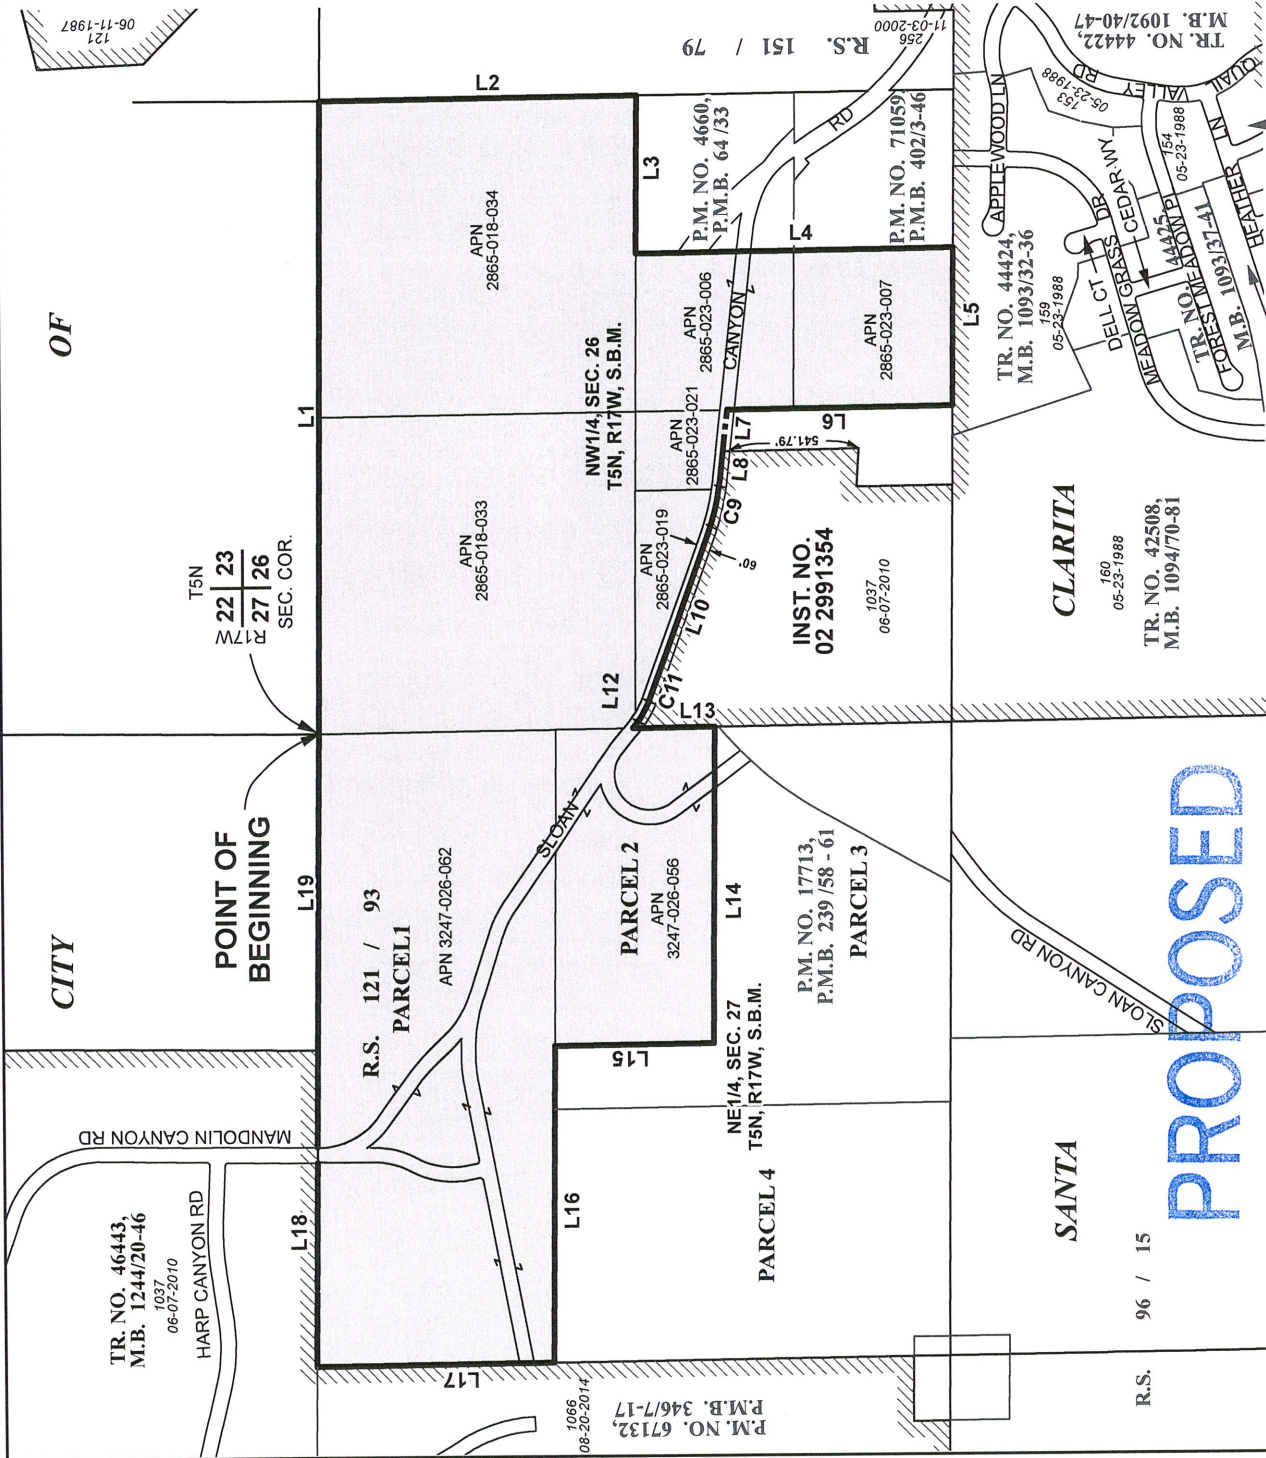 TR. NO. 46443,
M.B. 1244/20-46
1037
06-07-2010
HARP CANYON RD
MANDOLIN CANYON RD
CITY
OF
121
06-11-1987
POINT OF
BEGINNING
T5N
R17W
22
23
27
26
SEC. COR.
L18
L19
L1
L2
R.S. 151 / 79
256
11-03-2000
R.S. 121 / 93
PARCEL1
APN 3247-026-062
APN
2865-018-033
APN
2865-018-034
L17
L16
L15
SLOAN
PARCEL 2
APN
3247-026-056
L14
L12
L13
C11
L10
C9
L8
L7
L6
60'
541.79'
APN
2865-023-019
APN
2865-023-021
APN
2865-023-006
APN
2865-023-007
NW1/4, SEC. 26
T5N, R17W, S.B.M.
CANYON
RD
L3
L4
L5
P.M. NO. 4660,
P.M.B. 64 /33
P.M. NO. 71059,
P.M.B. 402/3-46
P.M. NO. 67132,
P.M.B. 346/7-17
1066
08-20-2014
PARCEL 4
NE1/4, SEC. 27
T5N, R17W, S.B.M.
P.M. NO. 17713,
P.M.B. 239 /58 - 61
PARCEL 3
INST. NO.
02 2991354
1037
06-07-2010
SANTA
CLARITA
R.S. 96 / 15
SLOAN CANYON RD
160
05-23-1988
TR. NO. 42508,
M.B. 1094/70-81
TR. NO. 44424,
M.B. 1093/32-36
159
05-23-1988
APPLEWOOD LN
DELL CT
MEADOW GRASS DR
CEDAR WY
MEADOW PL
FOREST
TR. NO. 44425,
M.B. 1093/37-41
HEATHER LN
153
05-23-1988
154
05-23-1988
VALLEY RD
QUAIL
TR. NO. 44422,
M.B. 1092/40-47
PROPOSED